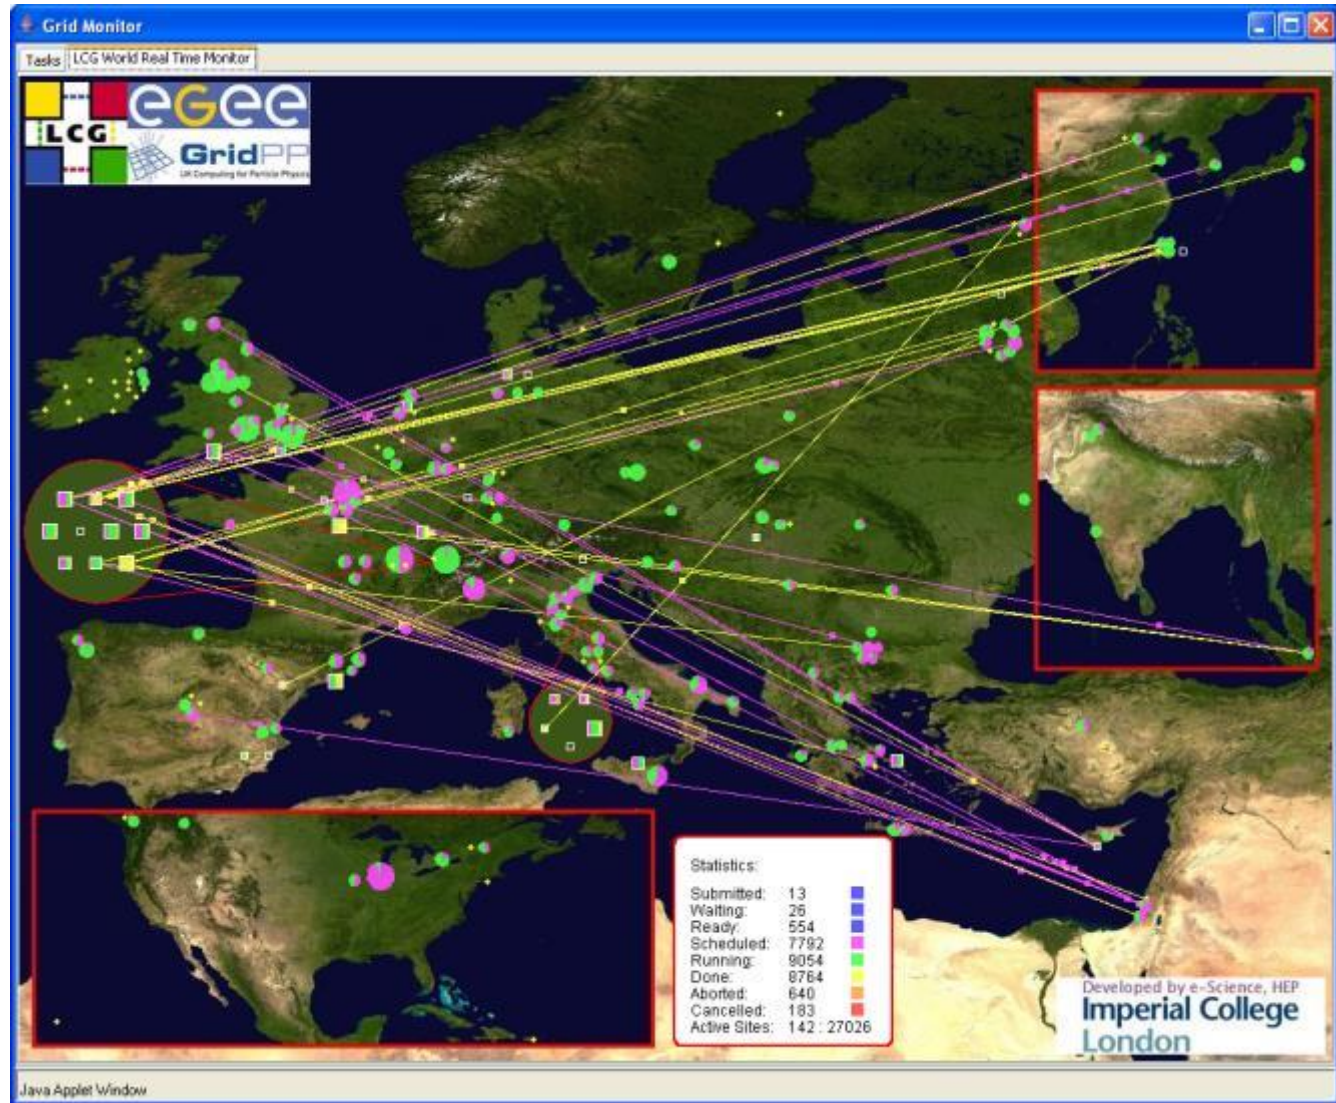 Grid Monitor
Tasks
LCG World Real Time Monitor
eGee
LCG
GridPP
UK Computing for Particle Physics
Statistics:
Submitted: 13
Waiting: 26
Ready: 554
Scheduled: 7792
Running: 9054
Done: 8764
Aborted: 640
Cancelled: 183
Active Sites: 142 : 27026
Developed by e-Science, HEP
Imperial College
London
Java Applet Window